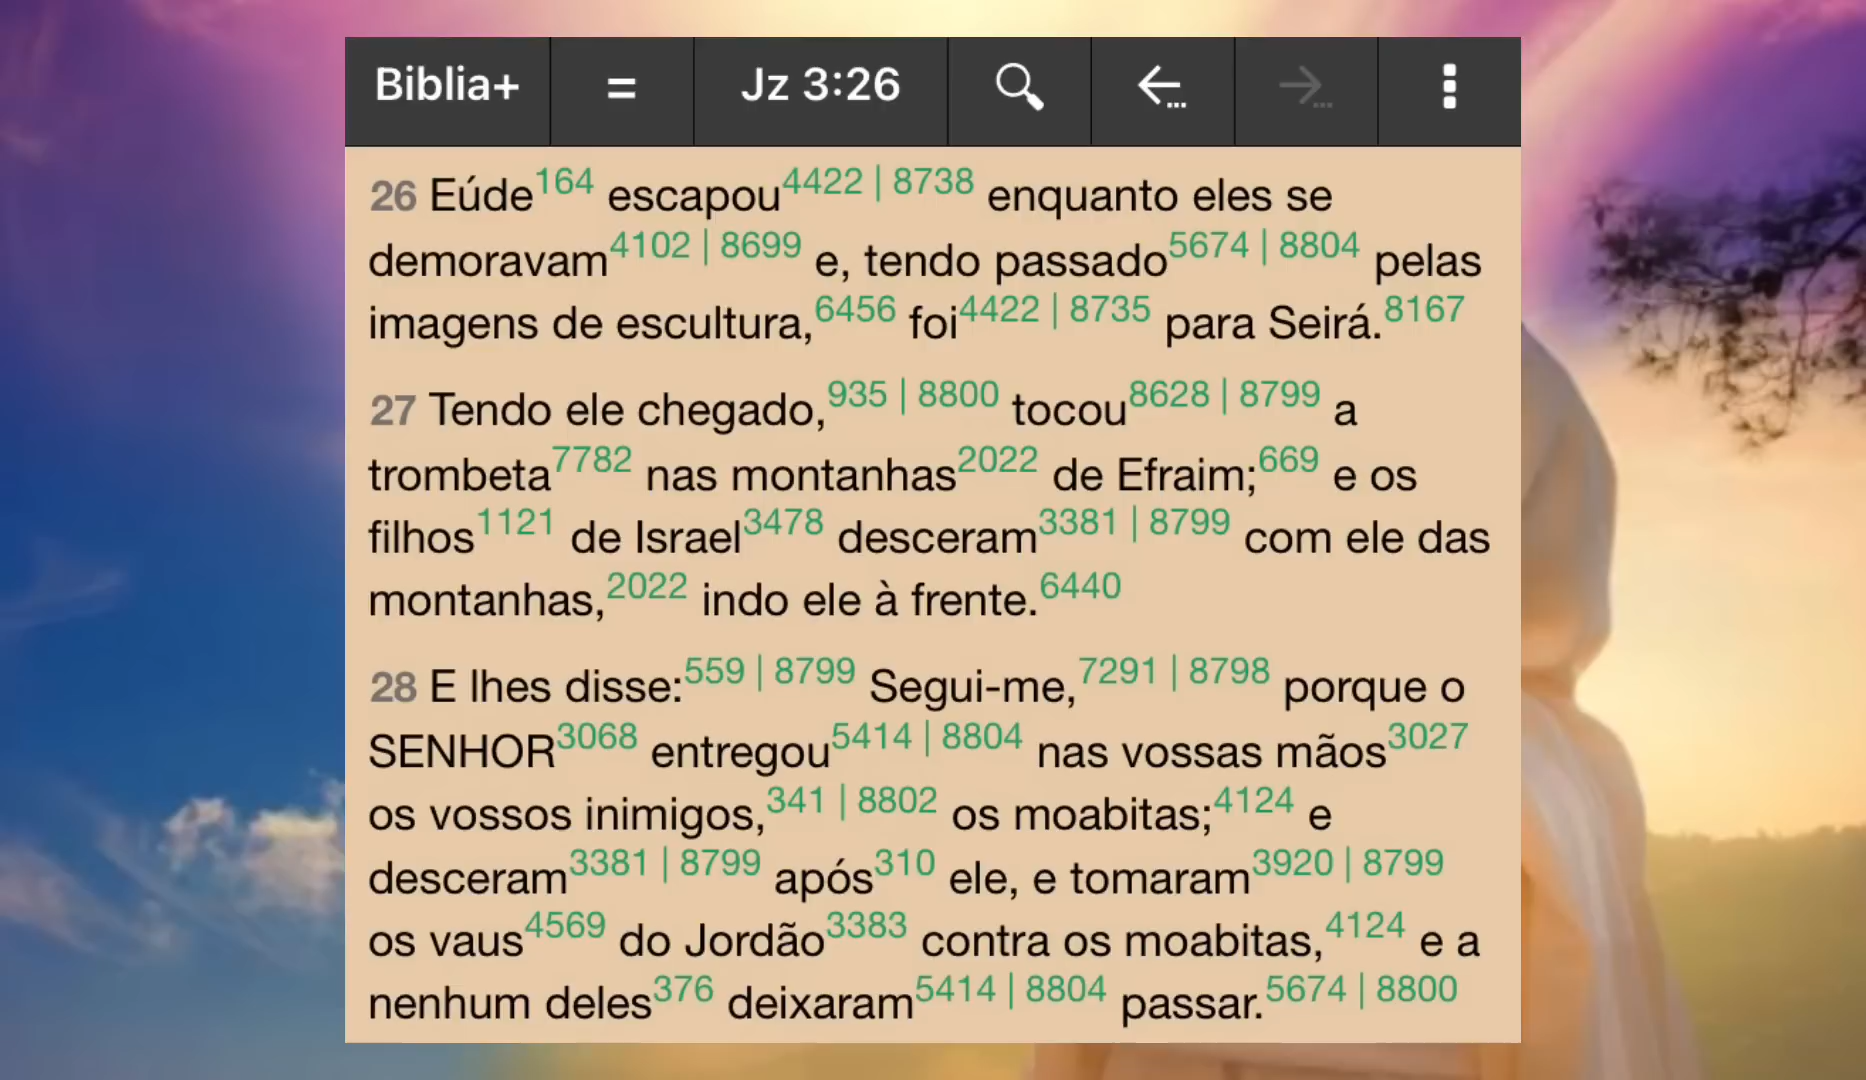 Biblia+ = Jz 3:26
26 Eúde164 escapou4422 | 8738 enquanto eles se
demoravam4102 | 8699 e, tendo passado5674 | 8804 pelas
imagens de escultura,6456 foi4422 | 8735 para Seirá.8167
27 Tendo ele chegado,935 | 8800 tocou8628 | 8799 a
trombeta7782 nas montanhas2022 de Efraim;669 e os
filhos1121 de Israel3478 desceram3381 | 8799 com ele das
montanhas,2022 indo ele à frente.6440
28 E lhes disse:559 | 8799 Segui-me,7291 | 8798 porque o
SENHOR3068 entregou5414 | 8804 nas vossas mãos3027
os vossos inimigos,341 | 8802 os moabitas;4124 e
desceram3381 | 8799 após310 ele, e tomaram3920 | 8799
os vaus4569 do Jordão3383 contra os moabitas,4124 e a
nenhum deles376 deixaram5414 | 8804 passar.5674 | 8800